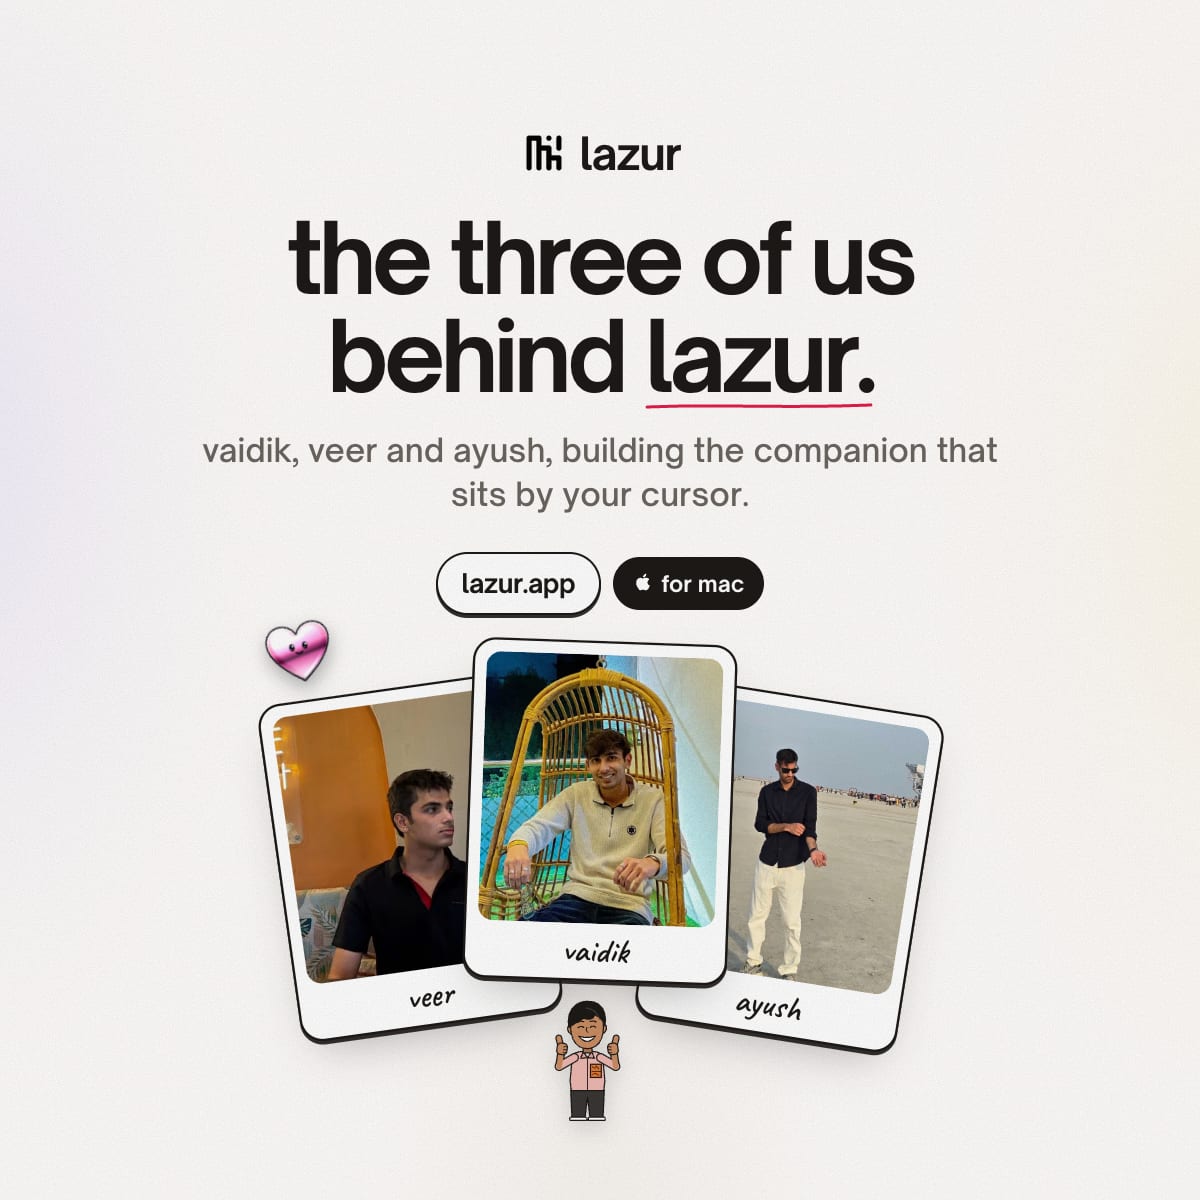 lazur
the three of us
behind lazur.
vaidik, veer and ayush, building the companion that
sits by your cursor.
lazur.app
for mac
veer
vaidik
ayush